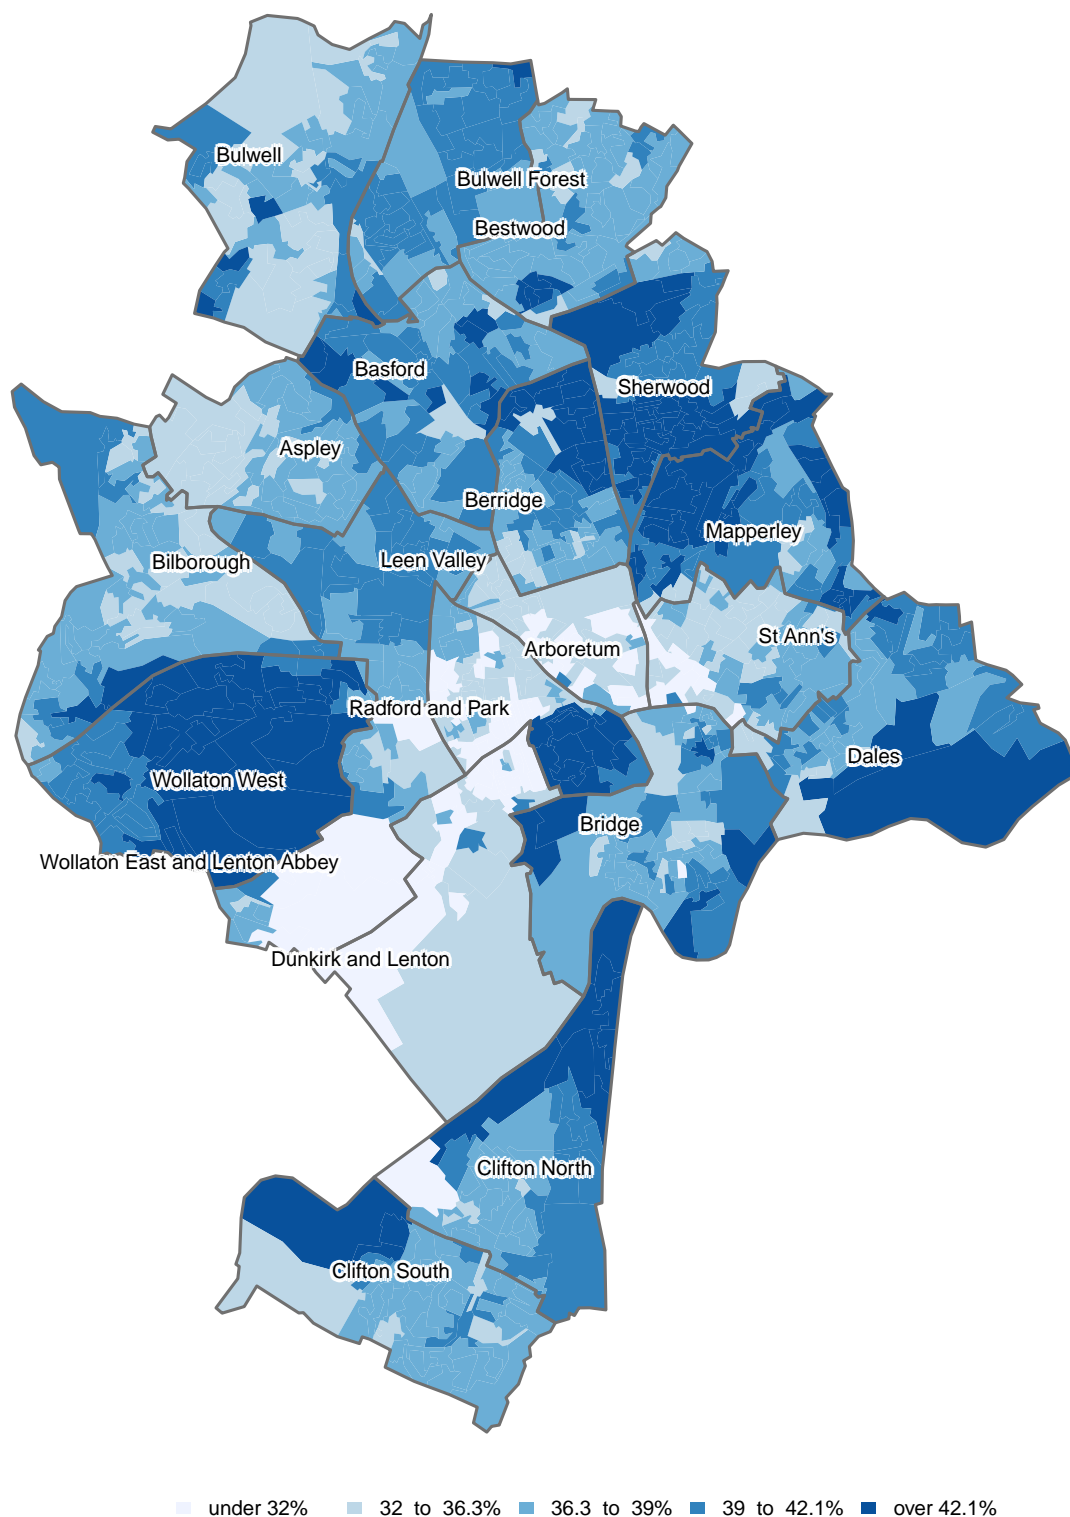 Bulwell
Bulwell Forest
Bestwood
Basford
Sherwood
Aspley
Berridge
Mapperley
Bilborough
Leen Valley
St Ann's
Arboretum
Radford and Park
Dales
Wollaton West
Bridge
Wollaton East and Lenton Abbey
Dunkirk and Lenton
Clifton North
Clifton South
under 32% 32 to 36.3% 36.3 to 39% 39 to 42.1% over 42.1%